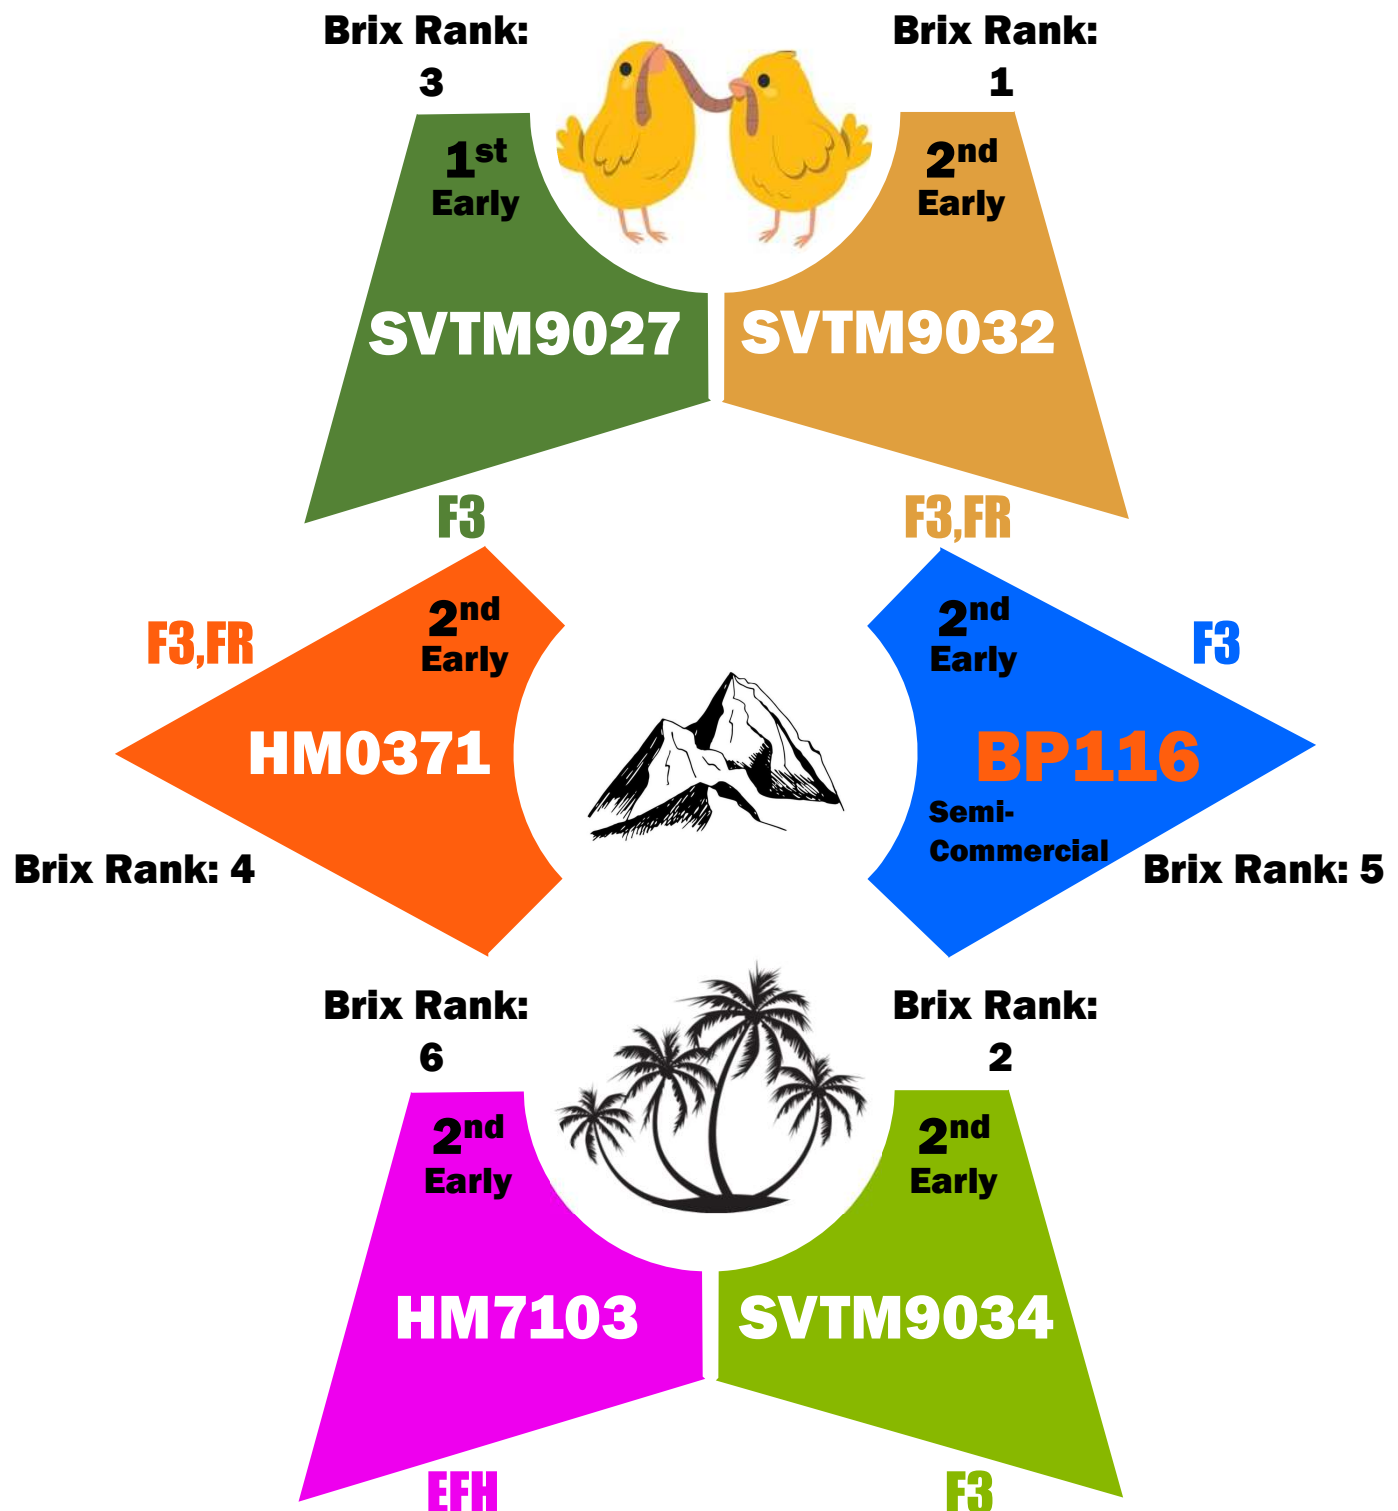 Brix Rank:
3
1st
Early
SVTM9027
F3
Brix Rank:
1
2nd
Early
SVTM9032
F3,FR
F3,FR
2nd
Early
HM0371
Brix Rank: 4
2nd
Early
F3
BP116
Semi-
Commercial
Brix Rank: 5
Brix Rank:
6
2nd
Early
HM7103
EFH
Brix Rank:
2
2nd
Early
SVTM9034
F3